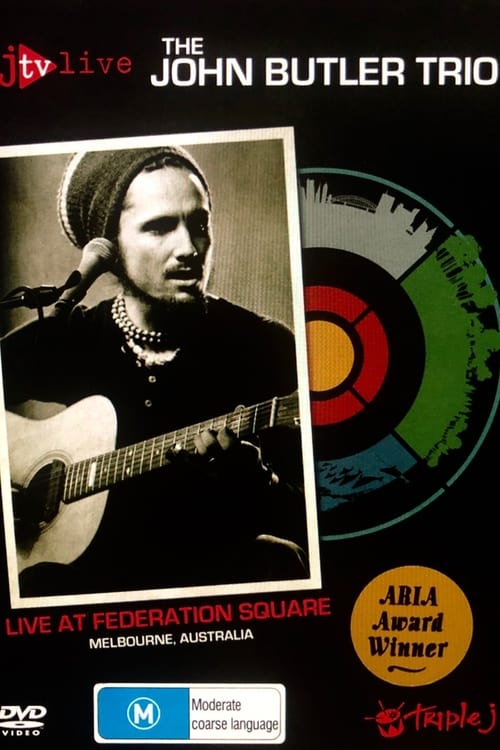 jtv live
THE
JOHN BUTLER TRIO
LIVE AT FEDERATION SQUARE
MELBOURNE, AUSTRALIA
ARIA
Award
Winner
DVD
VIDEO
M
Moderate
coarse language
triple j